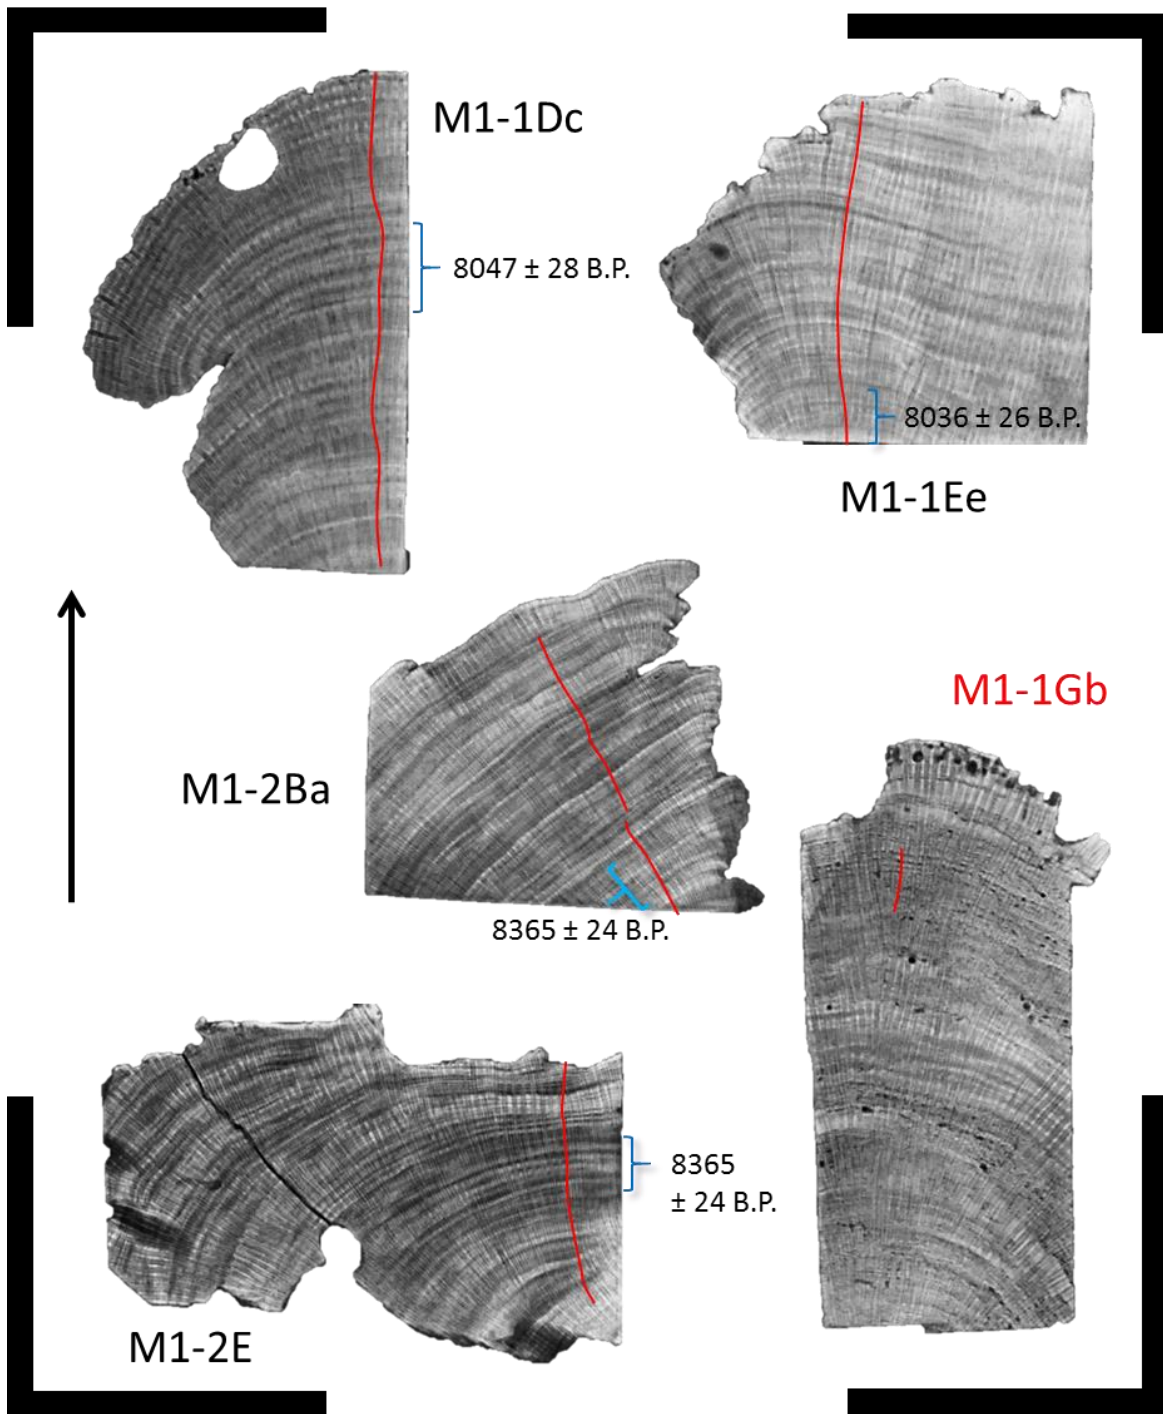 M1-1Dc
8047 ± 28 B.P.
8036 ± 26 B.P.
M1-1Ee
M1-1Gb
M1-2Ba
8365 ± 24 B.P.
8365
± 24 B.P.
M1-2E